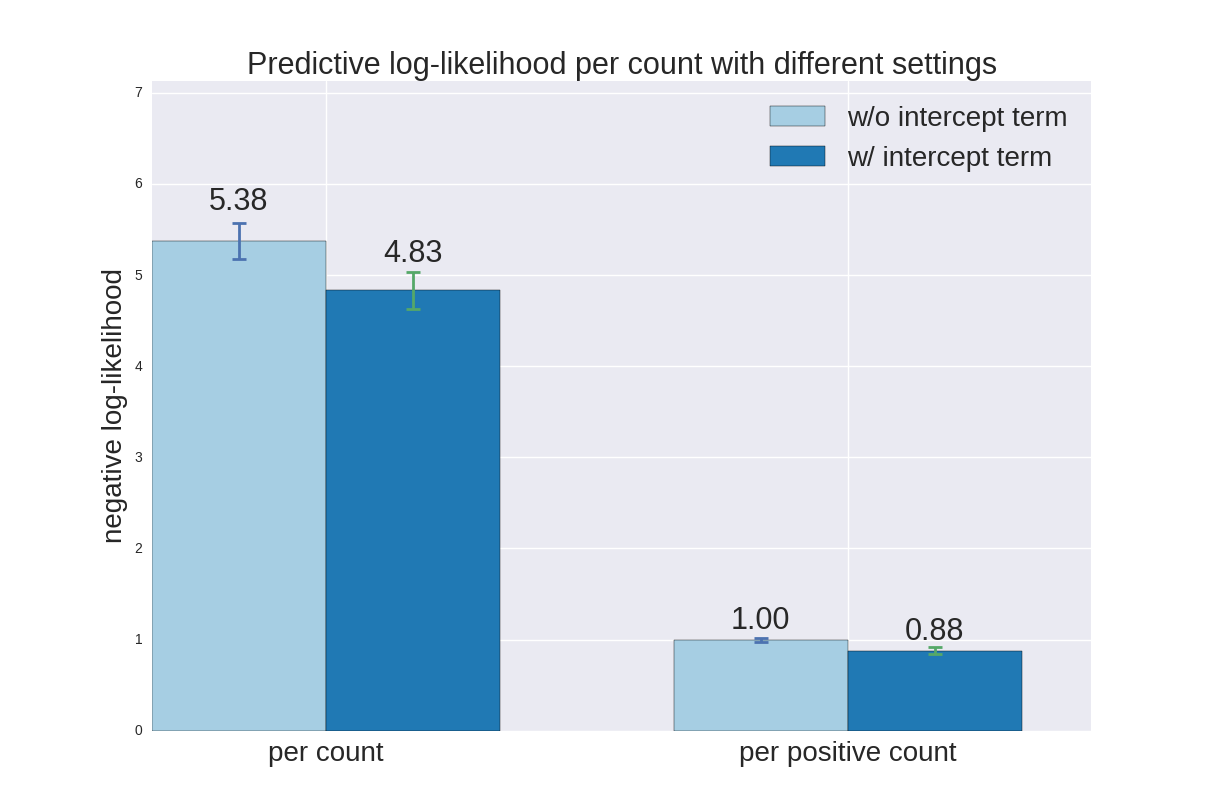 Predictive log-likelihood per count with different settings
w/o intercept term
w/ intercept term
negative log-likelihood
7
6
5
4
3
2
1
0
5.38
4.83
1.00
0.88
per count
per positive count